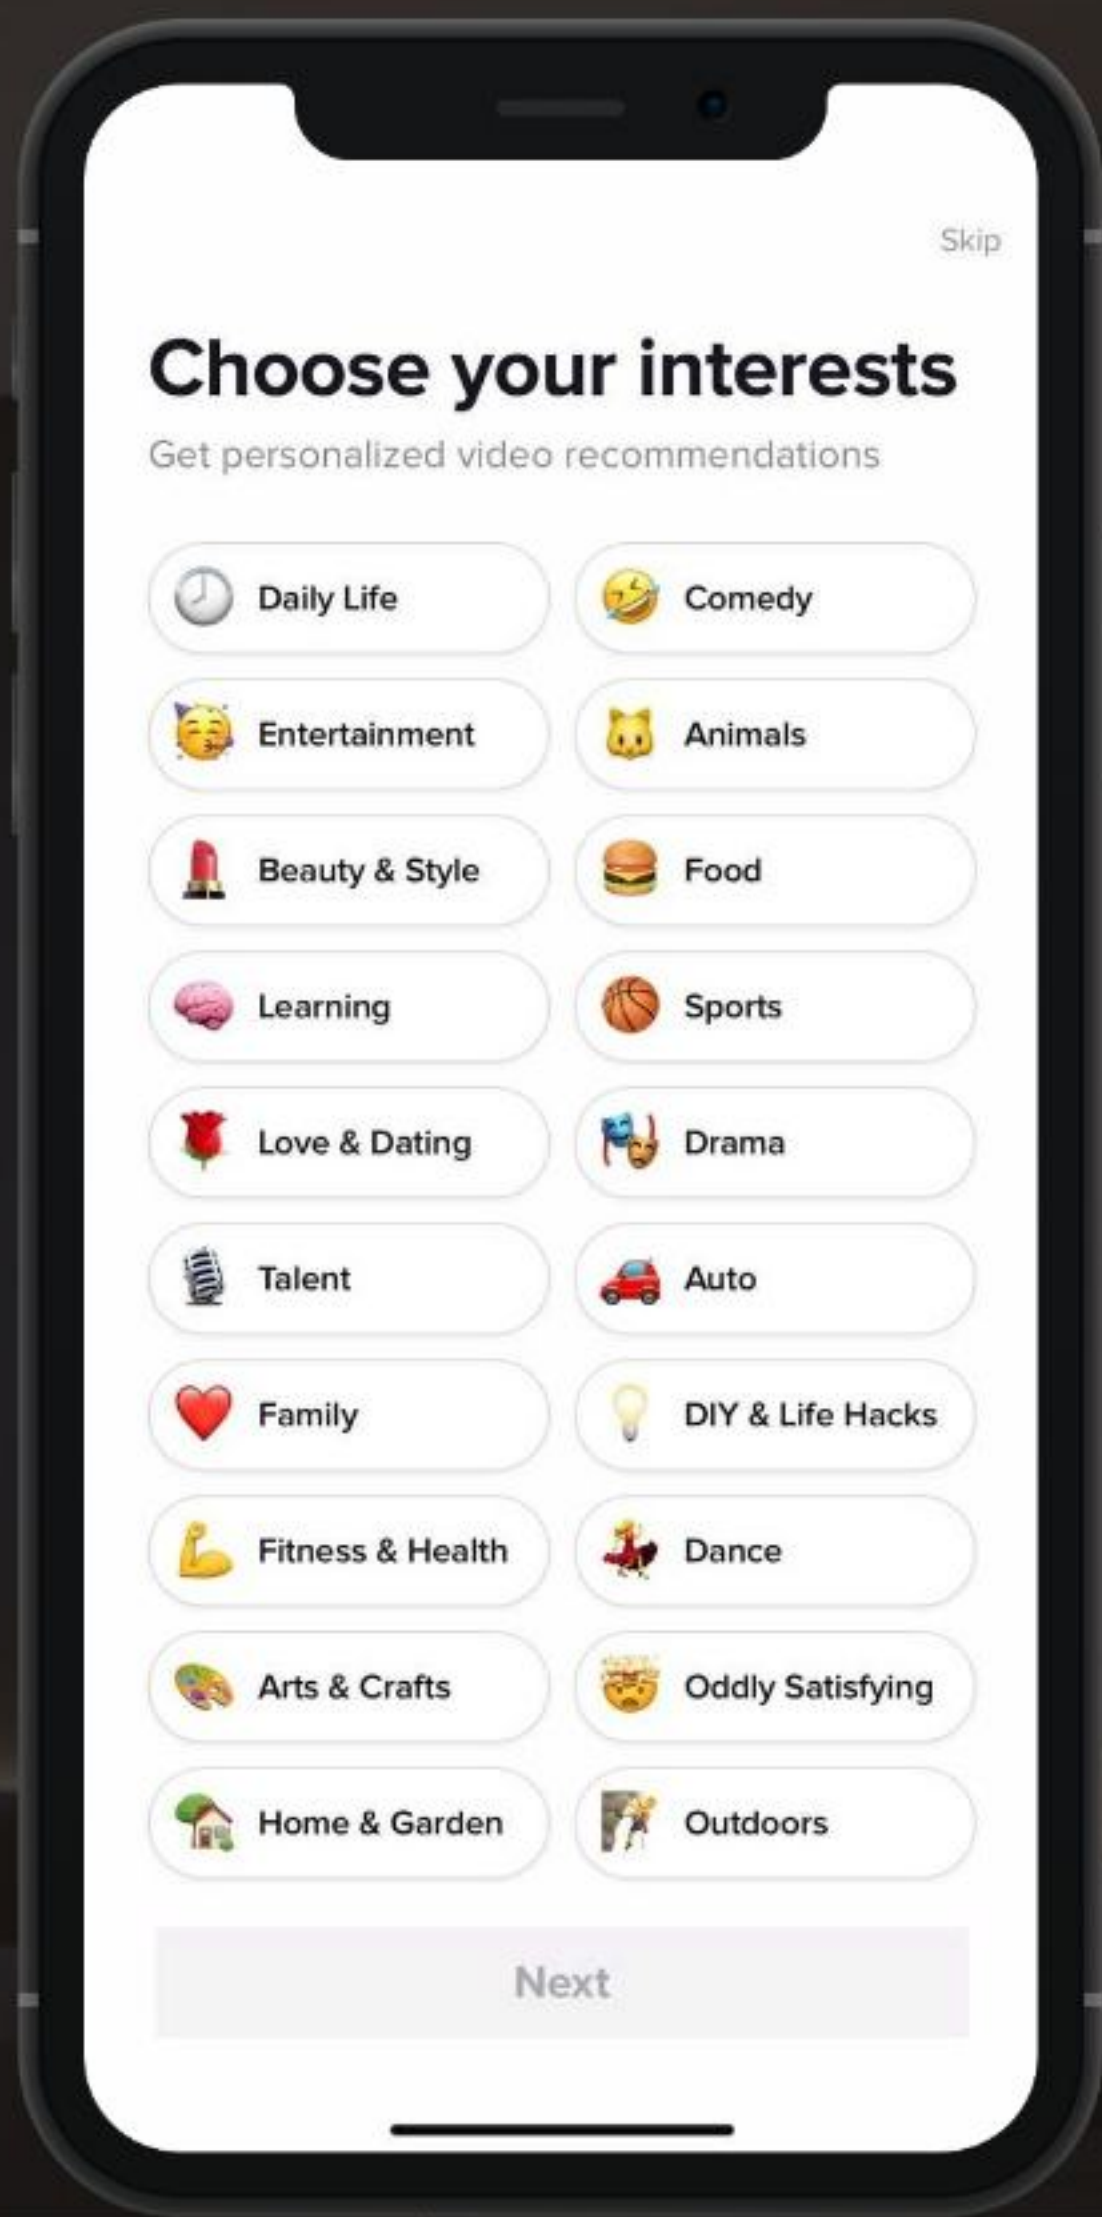 Skip
Choose your interests
Get personalized video recommendations
Daily Life
Comedy
Entertainment
Animals
Beauty & Style
Food
Learning
Sports
Love & Dating
Drama
Talent
Auto
Family
DIY & Life Hacks
Fitness & Health
Dance
Arts & Crafts
Oddly Satisfying
Home & Garden
Outdoors
Next